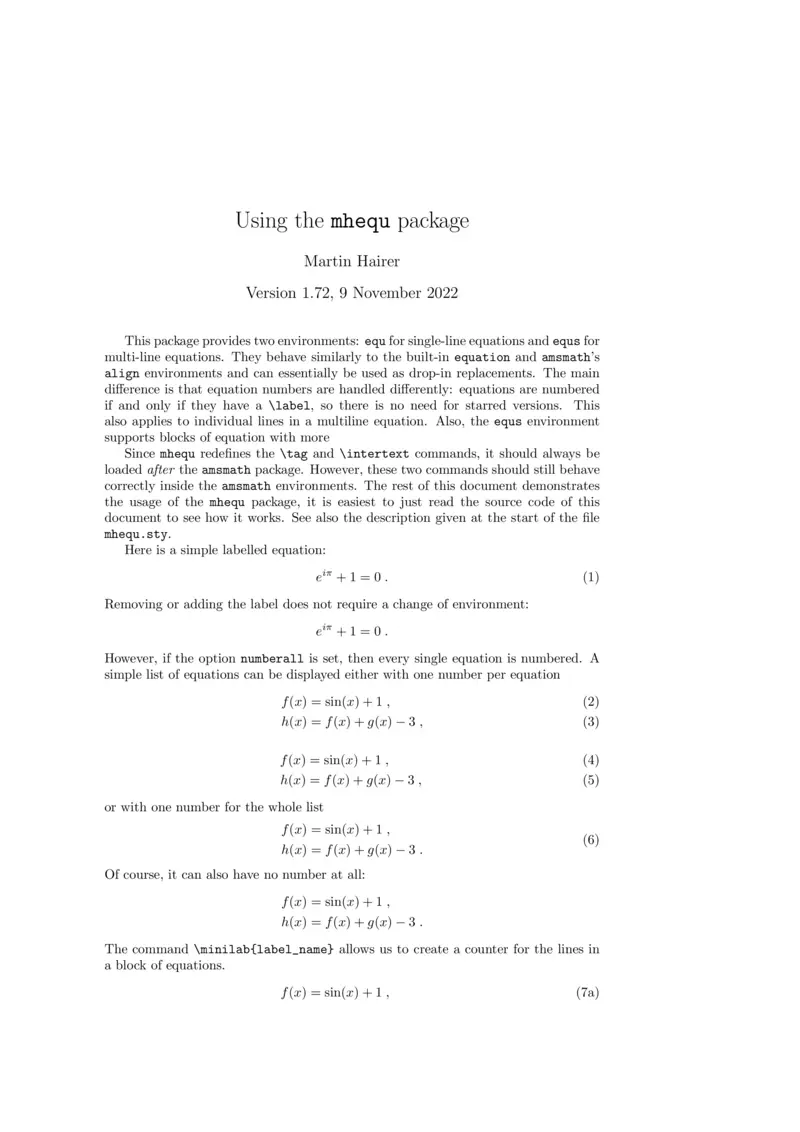 Using the mhequ package
Martin Hairer
Version 1.72, 9 November 2022
This package provides two environments: equ for single-line equations and equs for
multi-line equations. They behave similarly to the built-in equation and amsmath's
align environments and can essentially be used as drop-in replacements. The main
difference is that equation numbers are handled differently: equations are numbered
if and only if they have a \label, so there is no need for starred versions. This
also applies to individual lines in a multiline equation. Also, the equs environment
supports blocks of equation with more
Since mhequ redefines the \tag and \intertext commands, it should always be
loaded after the amsmath package. However, these two commands should still behave
correctly inside the amsmath environments. The rest of this document demonstrates
the usage of the mhequ package, it is easiest to just read the source code of this
document to see how it works. See also the description given at the start of the file
mhequ.sty.
Here is a simple labelled equation:
e^{iπ} + 1 = 0 . (1)
Removing or adding the label does not require a change of environment:
e^{iπ} + 1 = 0 .
However, if the option numberall is set, then every single equation is numbered. A
simple list of equations can be displayed either with one number per equation
f(x) = sin(x) + 1 , (2)
h(x) = f(x) + g(x) − 3 , (3)
f(x) = sin(x) + 1 , (4)
h(x) = f(x) + g(x) − 3 , (5)
or with one number for the whole list
f(x) = sin(x) + 1 ,
h(x) = f(x) + g(x) − 3 .
(6)
Of course, it can also have no number at all:
f(x) = sin(x) + 1 ,
h(x) = f(x) + g(x) − 3 .
The command \minilab{label_name} allows us to create a counter for the lines in
a block of equations.
f(x) = sin(x) + 1 , (7a)